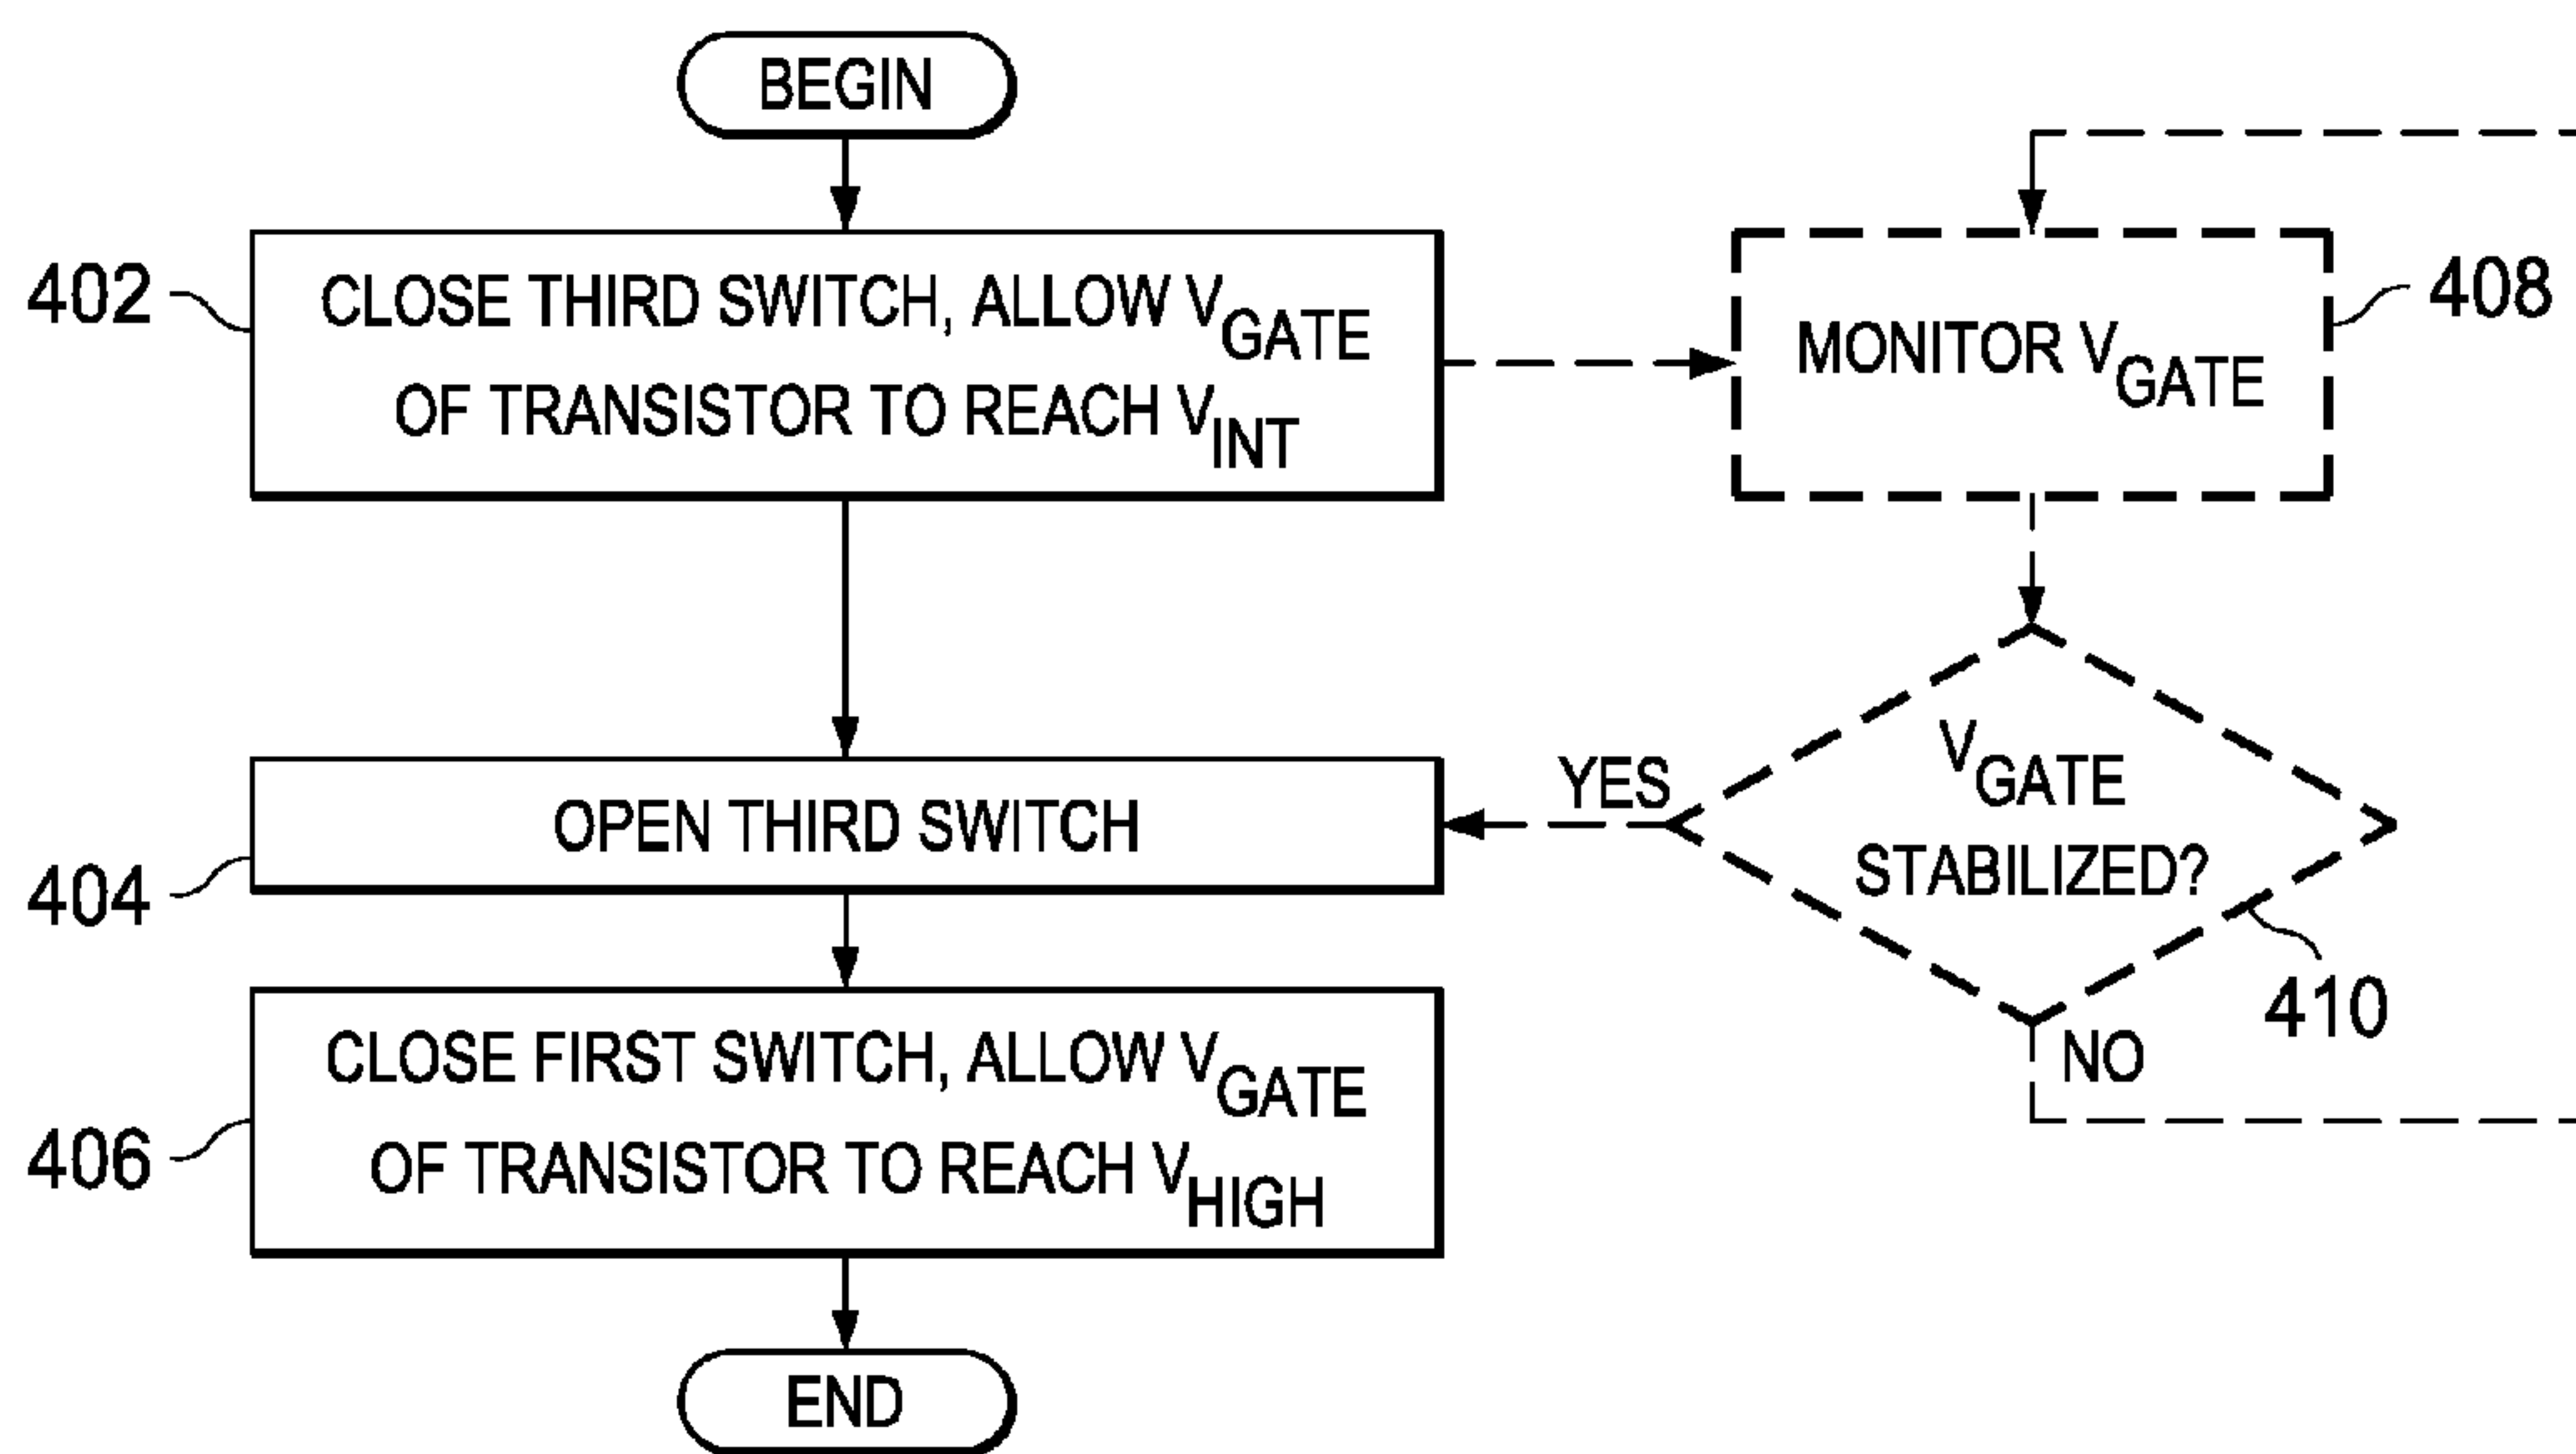 BEGIN
402
CLOSE THIRD SWITCH, ALLOW VGATE
OF TRANSISTOR TO REACH VINT
MONITOR VGATE
408
404
OPEN THIRD SWITCH
YES
VGATE
STABILIZED?
410
NO
406
CLOSE FIRST SWITCH, ALLOW VGATE
OF TRANSISTOR TO REACH VHIGH
END